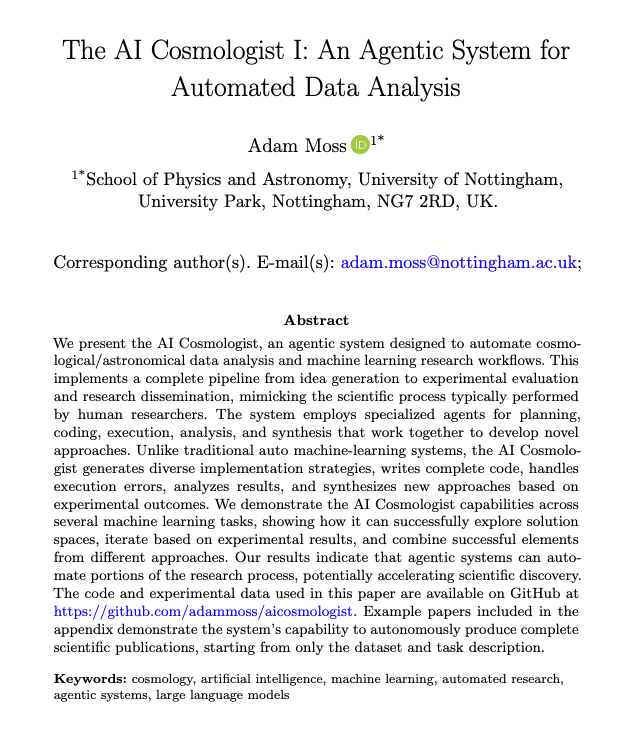 The AI Cosmologist I: An Agentic System for
Automated Data Analysis
Adam Moss iD 1*
1*School of Physics and Astronomy, University of Nottingham,
University Park, Nottingham, NG7 2RD, UK.
Corresponding author(s). E-mail(s): adam.moss@nottingham.ac.uk;
Abstract
We present the AI Cosmologist, an agentic system designed to automate cosmo-
logical/astronomical data analysis and machine learning research workflows. This
implements a complete pipeline from idea generation to experimental evaluation
and research dissemination, mimicking the scientific process typically performed
by human researchers. The system employs specialized agents for planning,
coding, execution, analysis, and synthesis that work together to develop novel
approaches. Unlike traditional auto machine-learning systems, the AI Cosmolo-
gist generates diverse implementation strategies, writes complete code, handles
execution errors, analyzes results, and synthesizes new approaches based on
experimental outcomes. We demonstrate the AI Cosmologist capabilities across
several machine learning tasks, showing how it can successfully explore solution
spaces, iterate based on experimental results, and combine successful elements
from different approaches. Our results indicate that agentic systems can auto-
mate portions of the research process, potentially accelerating scientific discovery.
The code and experimental data used in this paper are available on GitHub at
https://github.com/adammoss/aicosmologist. Example papers included in the
appendix demonstrate the system's capability to autonomously produce complete
scientific publications, starting from only the dataset and task description.
Keywords: cosmology, artificial intelligence, machine learning, automated research,
agentic systems, large language models